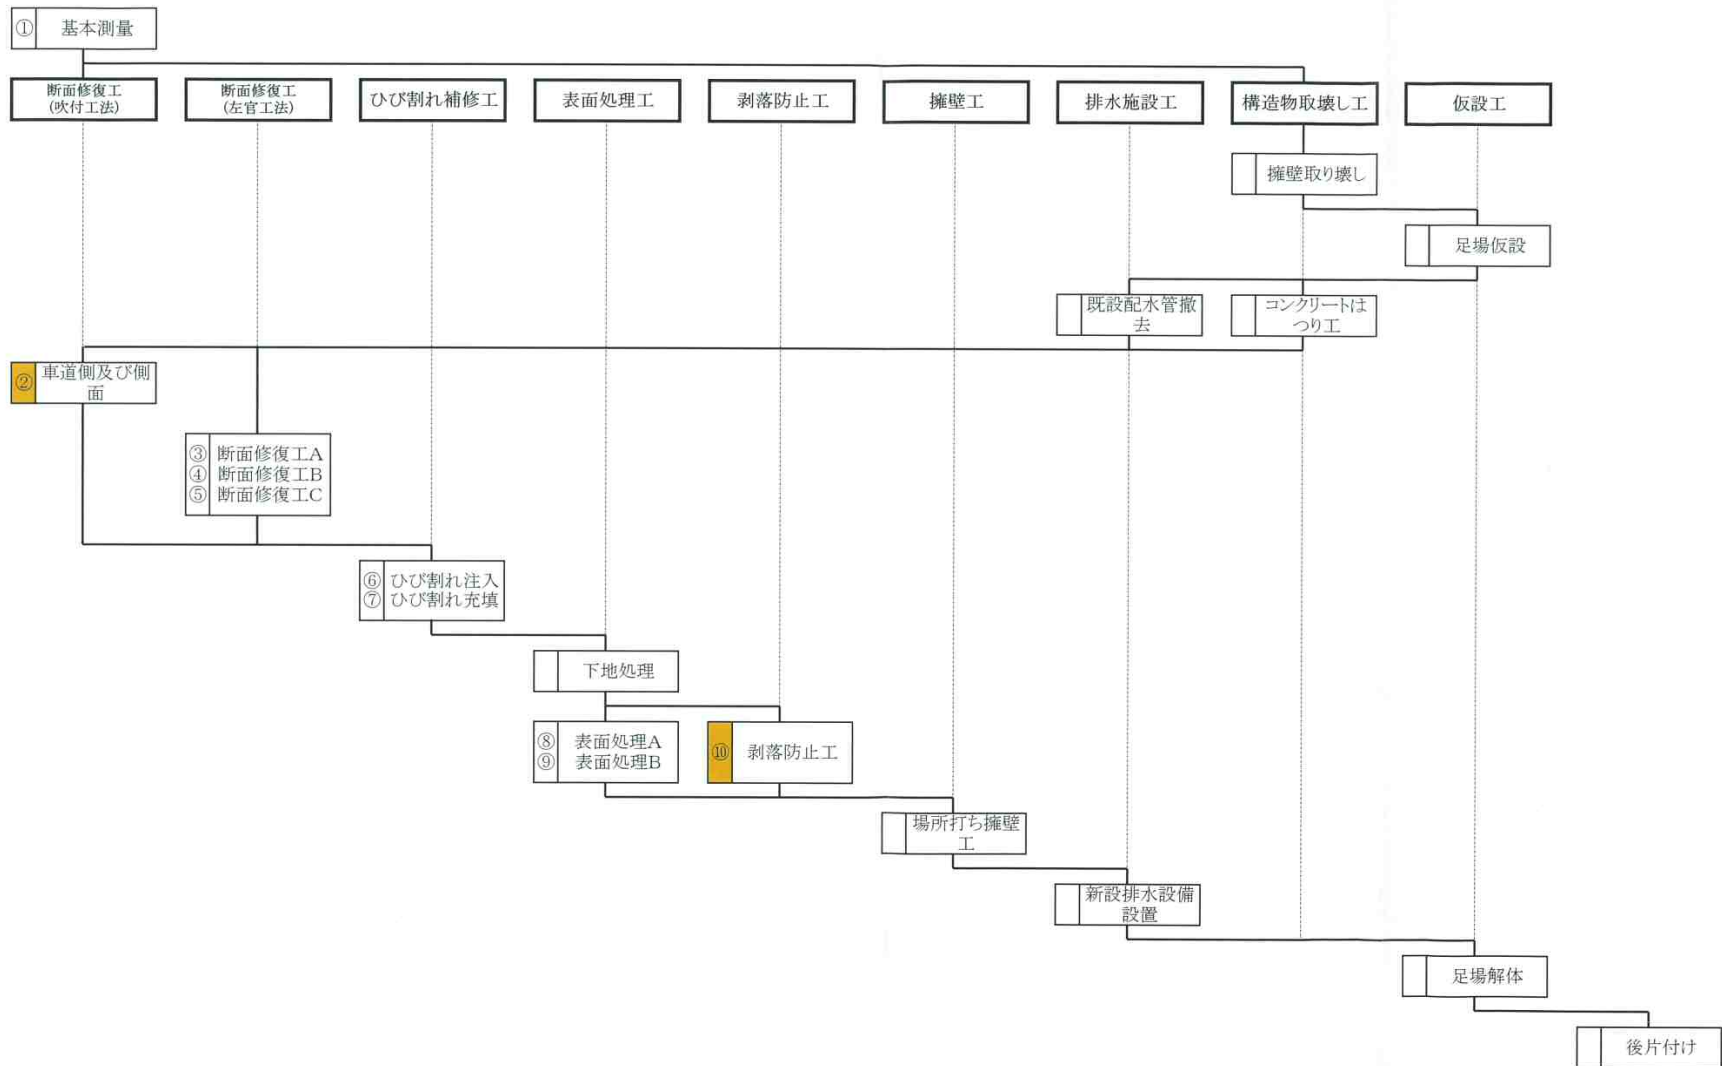 ① 基本測量
断面修復工
(吹付工法)
断面修復工
(左官工法)
ひび割れ補修工
表面処理工
剥落防止工
擁壁工
排水施設工
構造物取壊し工
仮設工
擁壁取り壊し
足場仮設
既設配水管撤
去
コンクリートは
つり工
② 車道側及び側
面
③ 断面修復工A
④ 断面修復工B
⑤ 断面修復工C
⑥ ひび割れ注入
⑦ ひび割れ充填
下地処理
⑧ 表面処理A
⑨ 表面処理B
⑩ 剥落防止工
場所打ち擁壁
工
新設排水設備
設置
足場解体
後片付け